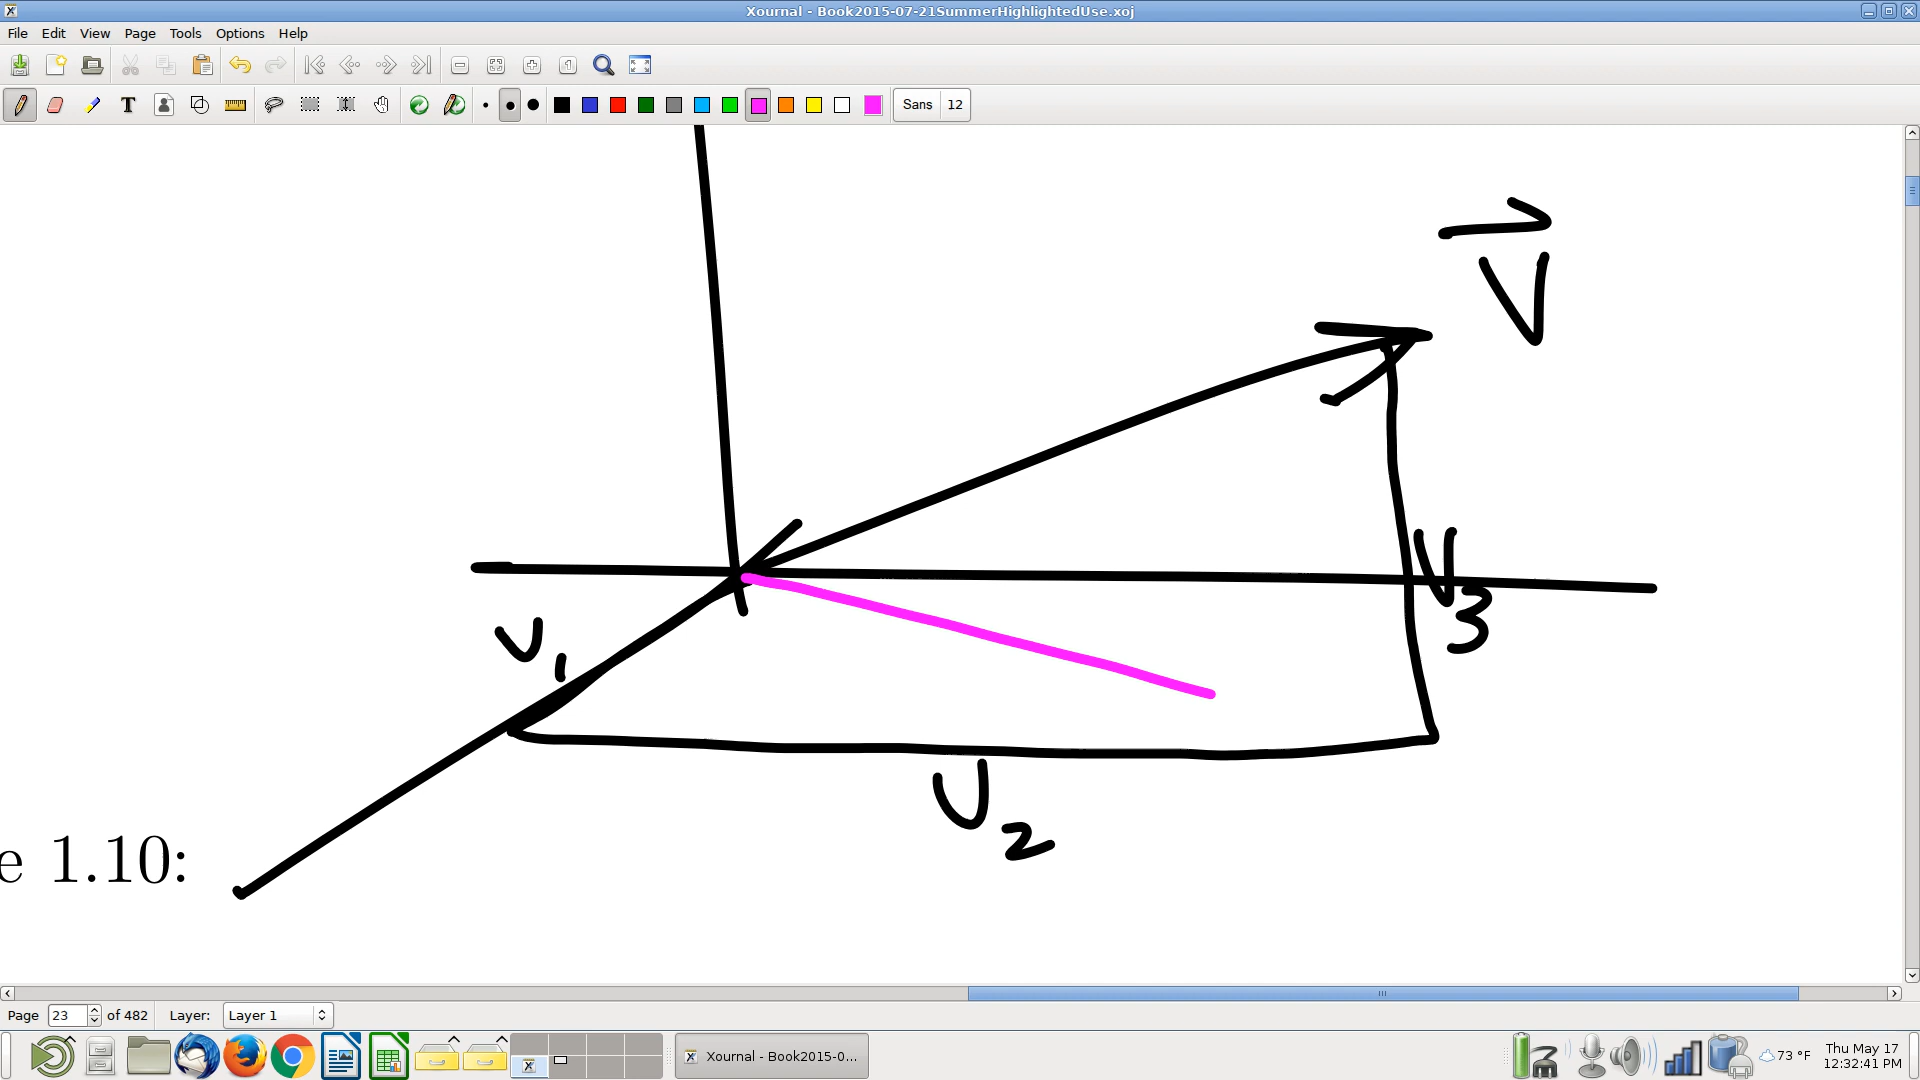 Xournal - Book2015-07-21SummerHighlightedUse.xoj
File Edit View Page Tools Options Help
Sans 12
V
V3
V1
V2
e 1.10:
Page 23 of 482 Layer: Layer 1
Xournal - Book2015-0...
73 °F
Thu May 17
12:32:41 PM